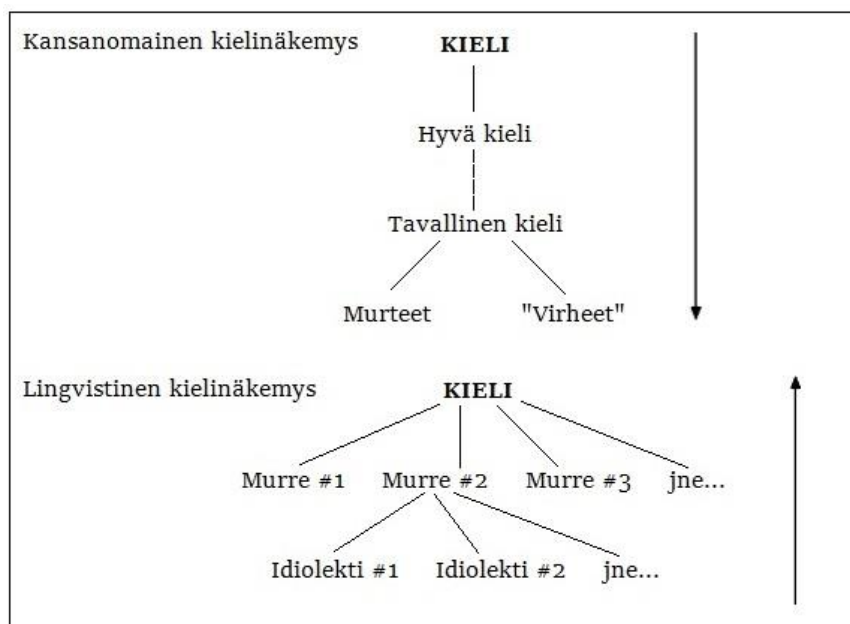 Kansanomainen kielinäkemys KIELI
Hyvä kieli
Tavallinen kieli
Murteet "Virheet"
Lingvistinen kielinäkemys KIELI
Murre #1 Murre #2 Murre #3 jne...
Idiolekti #1 Idiolekti #2 jne...